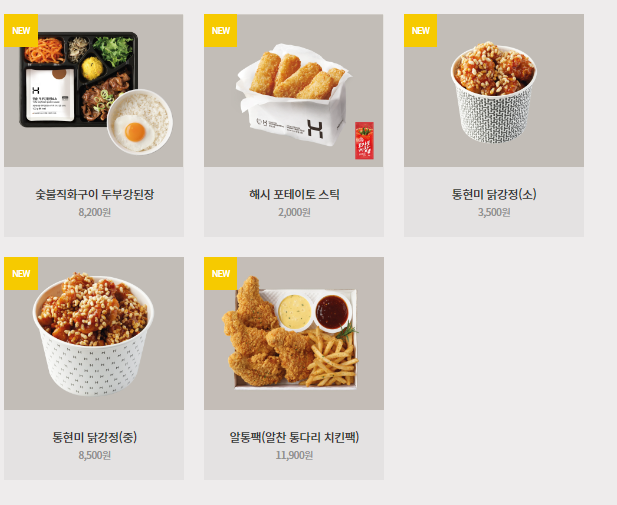 NEW
NEW
NEW
숯불직화구이 두부강된장
8,200원
해시 포테이토 스틱
2,000원
통현미 닭강정(소)
3,500원
NEW
NEW
통현미 닭강정(중)
8,500원
알통팩(알찬 통다리 치킨팩)
11,900원